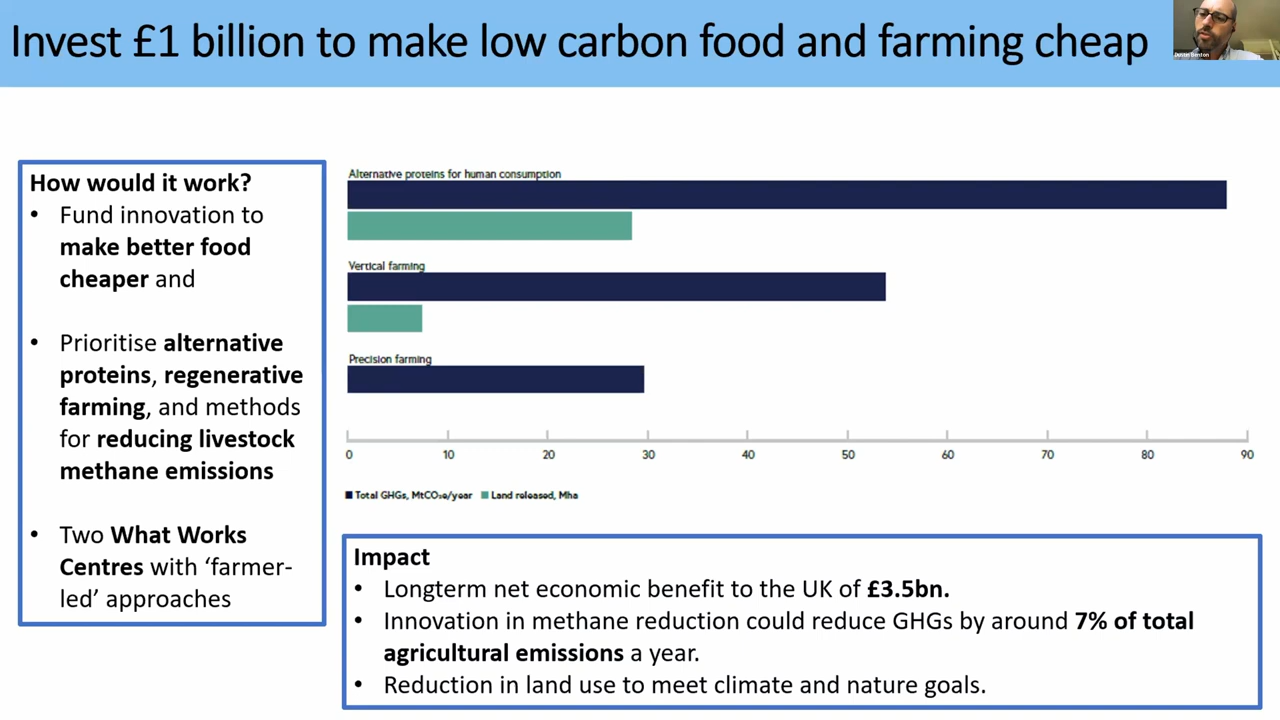 Invest £1 billion to make low carbon food and farming cheap
Dustin Benton
How would it work?
• Fund innovation to
make better food
cheaper and
• Prioritise alternative
proteins, regenerative
farming, and methods
for reducing livestock
methane emissions
• Two What Works
Centres with ‘farmer-
led’ approaches
Alternative proteins for human consumption
Vertical farming
Precision farming
0 10 20 30 40 50 60 70 80 90
Total GHGs, MtCO₂e/year Land released, Mha
Impact
• Longterm net economic benefit to the UK of £3.5bn.
• Innovation in methane reduction could reduce GHGs by around 7% of total
agricultural emissions a year.
• Reduction in land use to meet climate and nature goals.